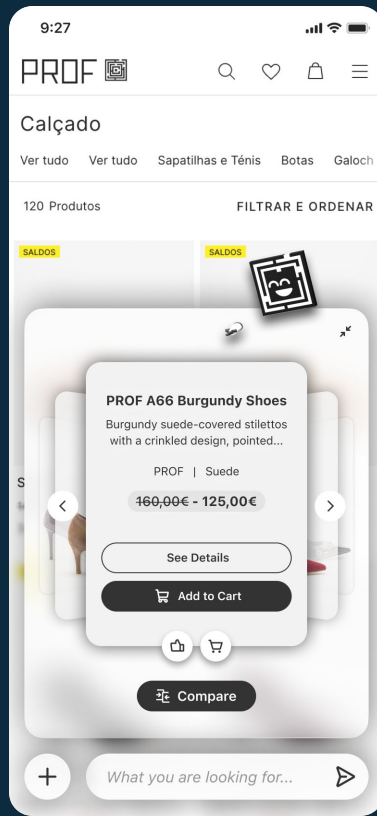 9:27
PROF
Calçado
Ver tudo Ver tudo Sapatilhas e Ténis Botas Galoch
120 Produtos FILTRAR E ORDENAR
SALDOS SALDOS
PROF A66 Burgundy Shoes
Burgundy suede-covered stilettos
with a crinkled design, pointed...
PROF | Suede
160,00€ - 125,00€
See Details
Add to Cart
Compare
What you are looking for...